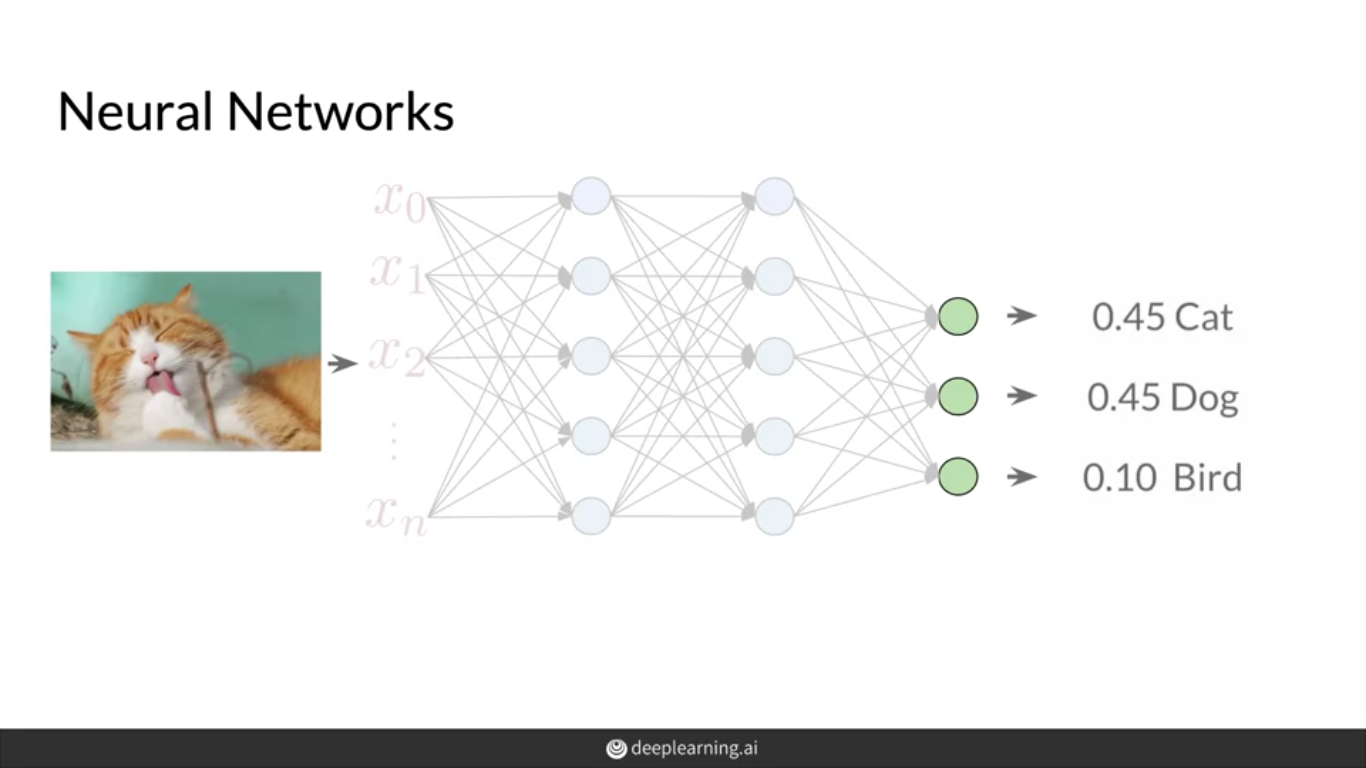 Neural Networks
x0
x1
x2
⋮
xn
0.45 Cat
0.45 Dog
0.10 Bird
deeplearning.ai